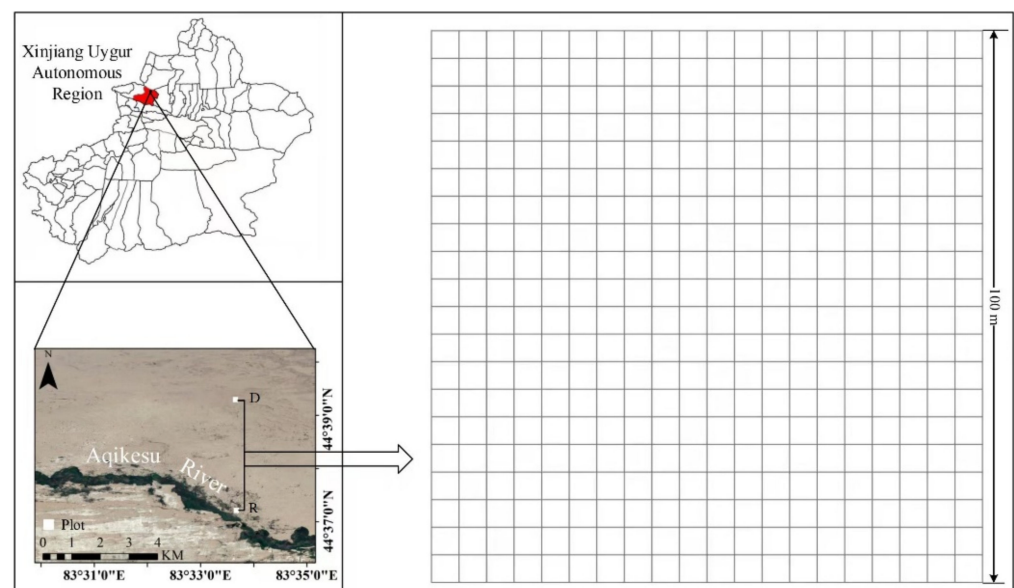 Xinjiang Uygur
Autonomous
Region
100 m
N
D
44°39'0"N
Aqikesu
River
R
44°37'0"N
Plot
0 1 2 3 4
KM
83°31'0"E 83°33'0"E 83°35'0"E